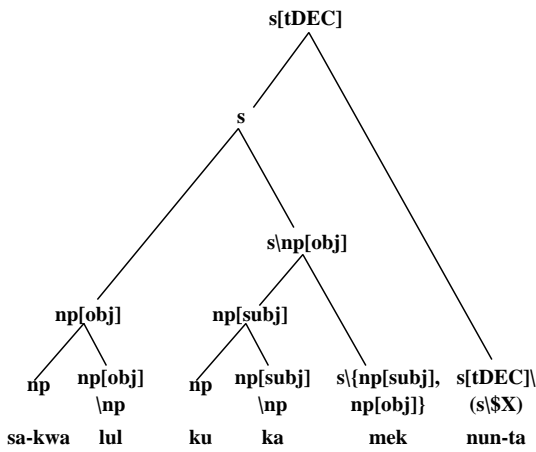 s[tDEC]
s
s\np[obj]
np[obj] np[subj]
np np[obj] np np[subj] s\{np[subj], s[tDEC]\
\np \np np[obj]} (s\$X)
sa-kwa lul ku ka mek nun-ta